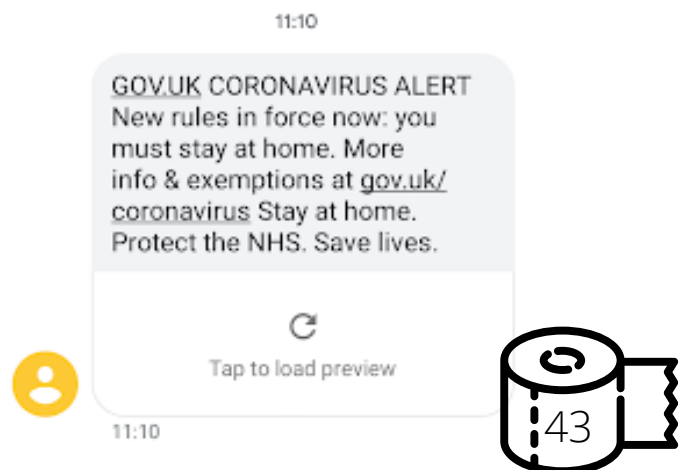 11:10
GOV.UK CORONAVIRUS ALERT
New rules in force now: you
must stay at home. More
info & exemptions at gov.uk/
coronavirus Stay at home.
Protect the NHS. Save lives.
Tap to load preview
11:10
43